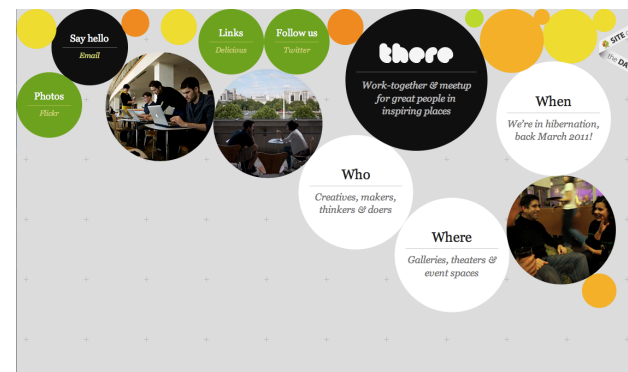 Say hello
Email
Links
Delicious
Follow us
Twitter
there
Work-together & meetup
for great people in
inspiring places
SITE
the DA
Photos
Flickr
When
We're in hibernation,
back March 2011!
Who
Creatives, makers,
thinkers & doers
Where
Galleries, theaters &
event spaces